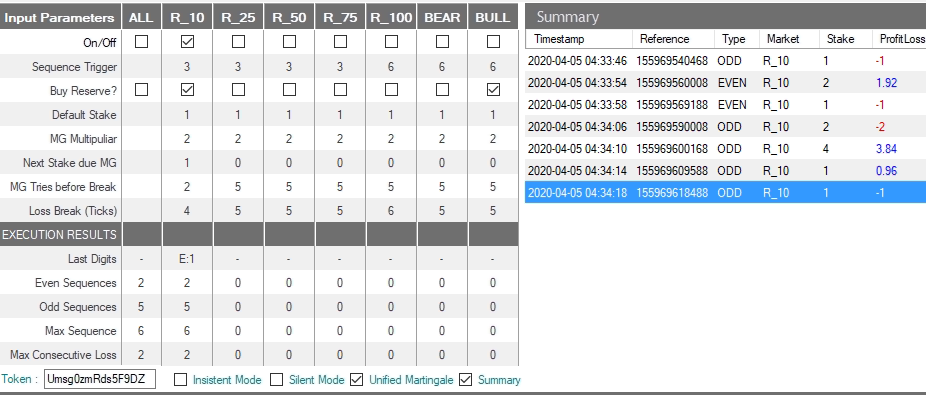 Input Parameters ALL R_10 R_25 R_50 R_75 R_100 BEAR BULL
On/Off
Sequence Trigger 3 3 3 3 6 6 6
Buy Reserve?
Default Stake 1 1 1 1 1 1 1
MG Multipuliar 2 2 2 2 2 2 2
Next Stake due MG 1 0 0 0 0 0 0
MG Tries before Break 2 5 5 5 5 5 5
Loss Break (Ticks) 4 5 5 5 6 5 5
EXECUTION RESULTS
Last Digits - E:1 - - - - - -
Even Sequences 2 2 0 0 0 0 0 0
Odd Sequences 5 5 0 0 0 0 0 0
Max Sequence 6 6 0 0 0 0 0 0
Max Consecutive Loss 2 2 0 0 0 0 0 0
Token : Umsg0zmRds5F9DZ Insistent Mode Silent Mode Unified Martingale Summary
Summary
Timestamp Reference Type Market Stake ProfitLoss
2020-04-05 04:33:46 155969540468 ODD R_10 1 -1
2020-04-05 04:33:54 155969560008 EVEN R_10 2 1.92
2020-04-05 04:33:58 155969569188 EVEN R_10 1 -1
2020-04-05 04:34:06 155969590008 ODD R_10 2 -2
2020-04-05 04:34:10 155969600168 ODD R_10 4 3.84
2020-04-05 04:34:14 155969609588 ODD R_10 1 0.96
2020-04-05 04:34:18 155969618488 ODD R_10 1 -1